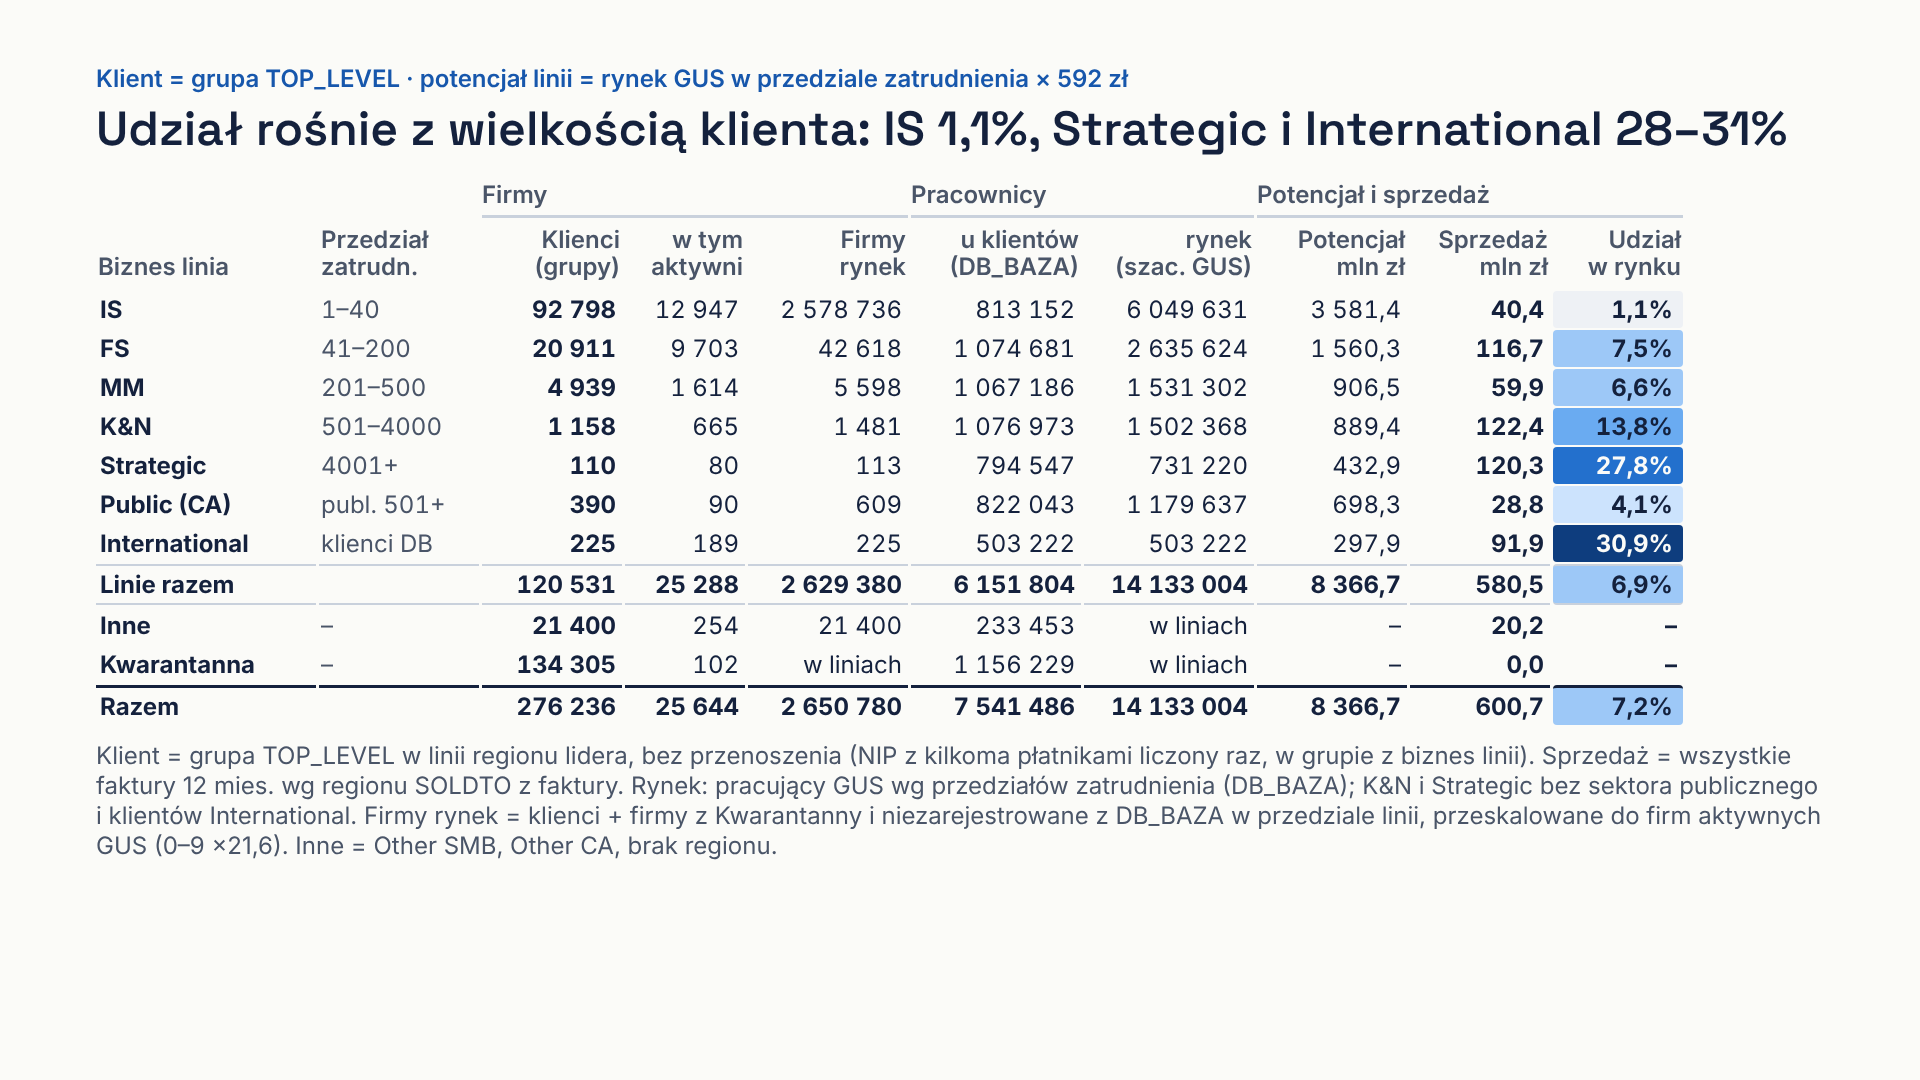 Klient = grupa TOP_LEVEL · potencjał linii = rynek GUS w przedziale zatrudnienia × 592 zł
Udział rośnie z wielkością klienta: IS 1,1%, Strategic i International 28–31%
Firmy Pracownicy Potencjał i sprzedaż
Biznes linia Przedział zatrudn. Klienci (grupy) w tym aktywni Firmy rynek u klientów (DB_BAZA) rynek (szac. GUS) Potencjał mln zł Sprzedaż mln zł Udział w rynku
IS 1–40 92 798 12 947 2 578 736 813 152 6 049 631 3 581,4 40,4 1,1%
FS 41–200 20 911 9 703 42 618 1 074 681 2 635 624 1 560,3 116,7 7,5%
MM 201–500 4 939 1 614 5 598 1 067 186 1 531 302 906,5 59,9 6,6%
K&N 501–4000 1 158 665 1 481 1 076 973 1 502 368 889,4 122,4 13,8%
Strategic 4001+ 110 80 113 794 547 731 220 432,9 120,3 27,8%
Public (CA) publ. 501+ 390 90 609 822 043 1 179 637 698,3 28,8 4,1%
International klienci DB 225 189 225 503 222 503 222 297,9 91,9 30,9%
Linie razem 120 531 25 288 2 629 380 6 151 804 14 133 004 8 366,7 580,5 6,9%
Inne – 21 400 254 21 400 233 453 w liniach – 20,2 –
Kwarantanna – 134 305 102 w liniach 1 156 229 w liniach – 0,0 –
Razem 276 236 25 644 2 650 780 7 541 486 14 133 004 8 366,7 600,7 7,2%
Klient = grupa TOP_LEVEL w linii regionu lidera, bez przenoszenia (NIP z kilkoma płatnikami liczony raz, w grupie z biznes linii). Sprzedaż = wszystkie
faktury 12 mies. wg regionu SOLDTO z faktury. Rynek: pracujący GUS wg przedziałów zatrudnienia (DB_BAZA); K&N i Strategic bez sektora publicznego
i klientów International. Firmy rynek = klienci + firmy z Kwarantanny i niezarejestrowane z DB_BAZA w przedziale linii, przeskalowane do firm aktywnych
GUS (0–9 ×21,6). Inne = Other SMB, Other CA, brak regionu.